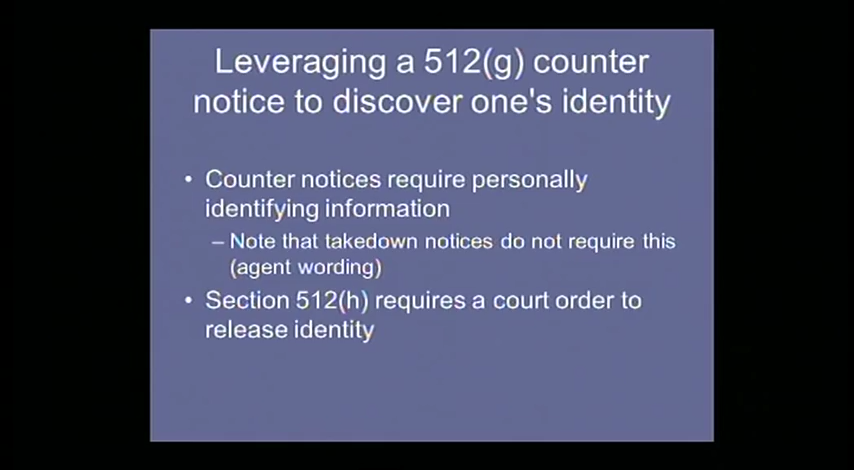 Leveraging a 512(g) counter
notice to discover one's identity
• Counter notices require personally
identifying information
– Note that takedown notices do not require this
(agent wording)
• Section 512(h) requires a court order to
release identity